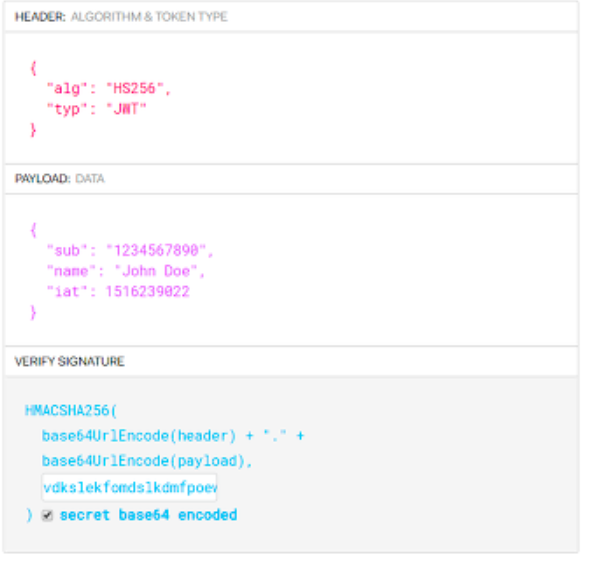 HEADER: ALGORITHM & TOKEN TYPE
{
"alg": "HS256",
"typ": "JWT"
}
PAYLOAD: DATA
{
"sub": "1234567890",
"name": "John Doe",
"iat": 1516239022
}
VERIFY SIGNATURE
HMACSHA256(
base64UrlEncode(header) + "." +
base64UrlEncode(payload),
vdkslekfomdslkdmfpoew
) secret base64 encoded